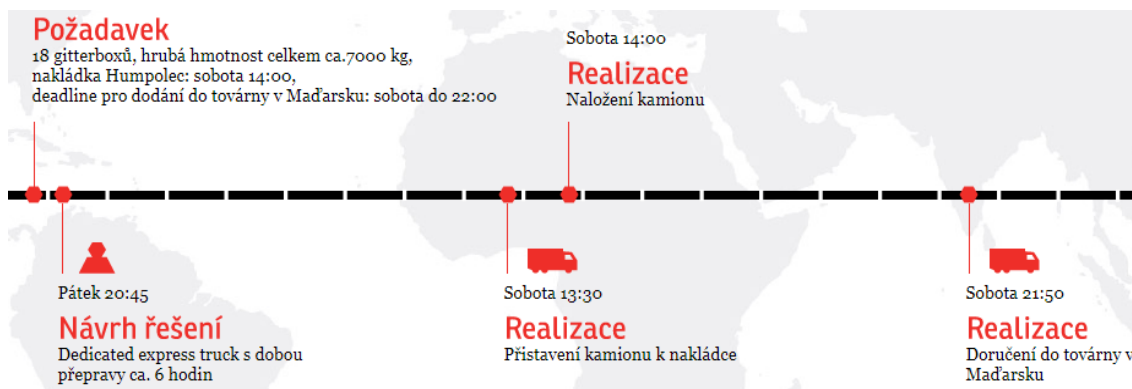 Požadavek
18 gitterboxů, hrubá hmotnost celkem ca.7000 kg,
nakládka Humpolec: sobota 14:00,
deadline pro dodání do továrny v Maďarsku: sobota do 22:00
Sobota 14:00
Realizace
Naložení kamionu
Pátek 20:45
Návrh řešení
Dedicated express truck s dobou
přepravy ca. 6 hodin
Sobota 13:30
Realizace
Přistavení kamionu k nakládce
Sobota 21:50
Realizace
Doručení do továrny v
Maďarsku